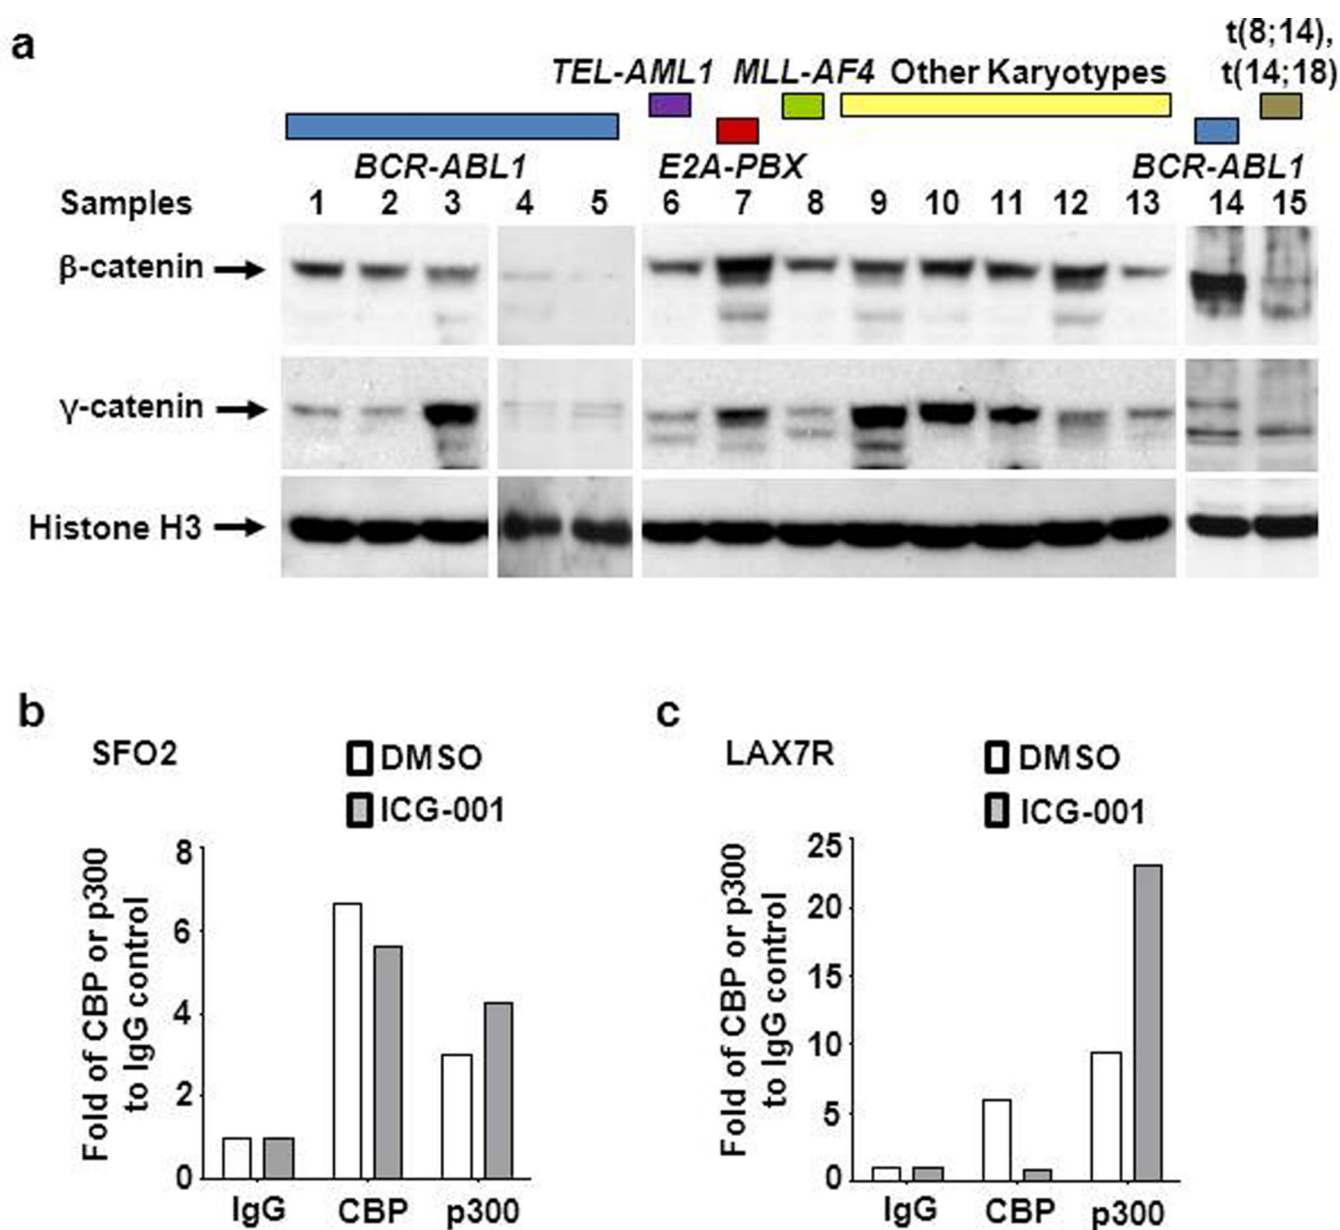 a
t(8;14),
TEL-AML1 MLL-AF4 Other Karyotypes t(14;18)
BCR-ABL1 E2A-PBX BCR-ABL1
Samples 1 2 3 4 5 6 7 8 9 10 11 12 13 14 15
β-catenin
γ-catenin
Histone H3
b
SFO2
DMSO
ICG-001
Fold of CBP or p300
to IgG control
8
6
4
2
0
IgG CBP p300
c
LAX7R
DMSO
ICG-001
Fold of CBP or p300
to IgG control
25
20
15
10
5
0
IgG CBP p300